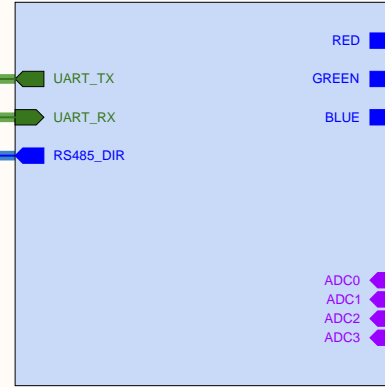 RED
UART_TX
GREEN
UART_RX
BLUE
RS485_DIR
ADC0
ADC1
ADC2
ADC3